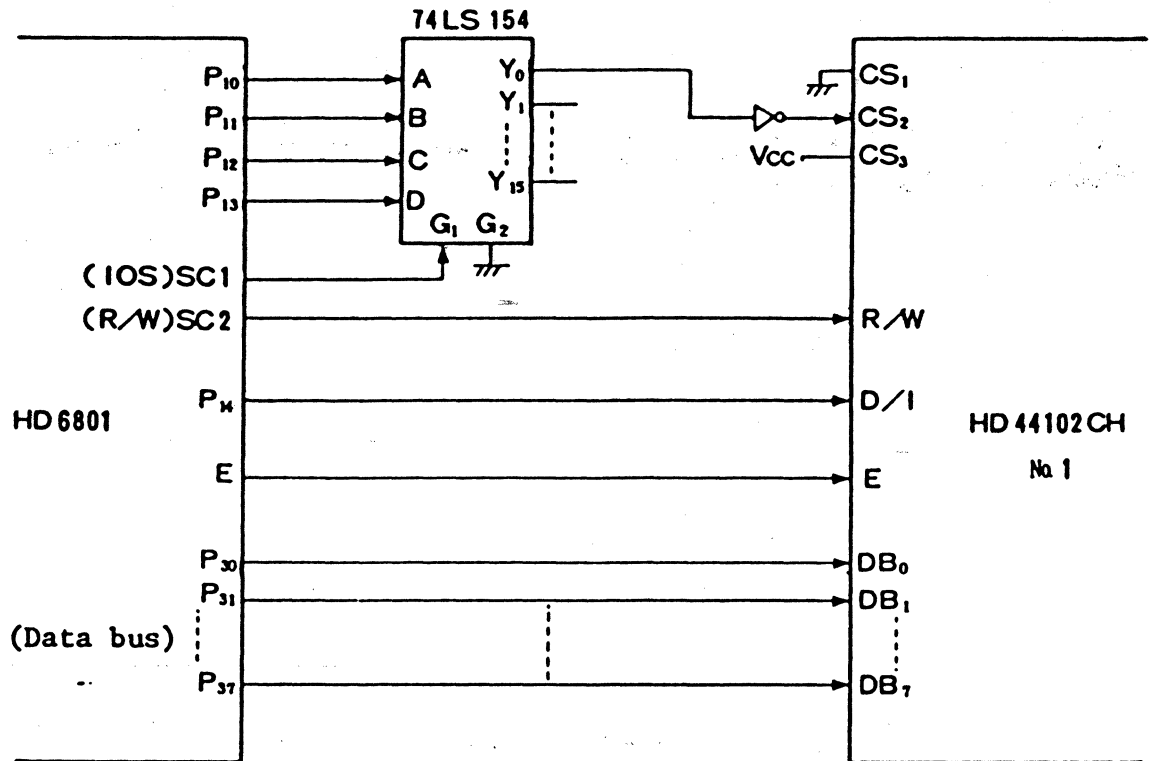 74LS 154
P10 A Y0 CS1
Y1
P11 B CS2
P12 C Vcc CS3
Y15
P13 D
G1 G2
(IOS)SC1
(R/W)SC2 R/W
P14 D/I
HD 6801 HD 44102CH
E E No. 1
P30 DB0
P31 DB1
(Data bus)
P37 DB7